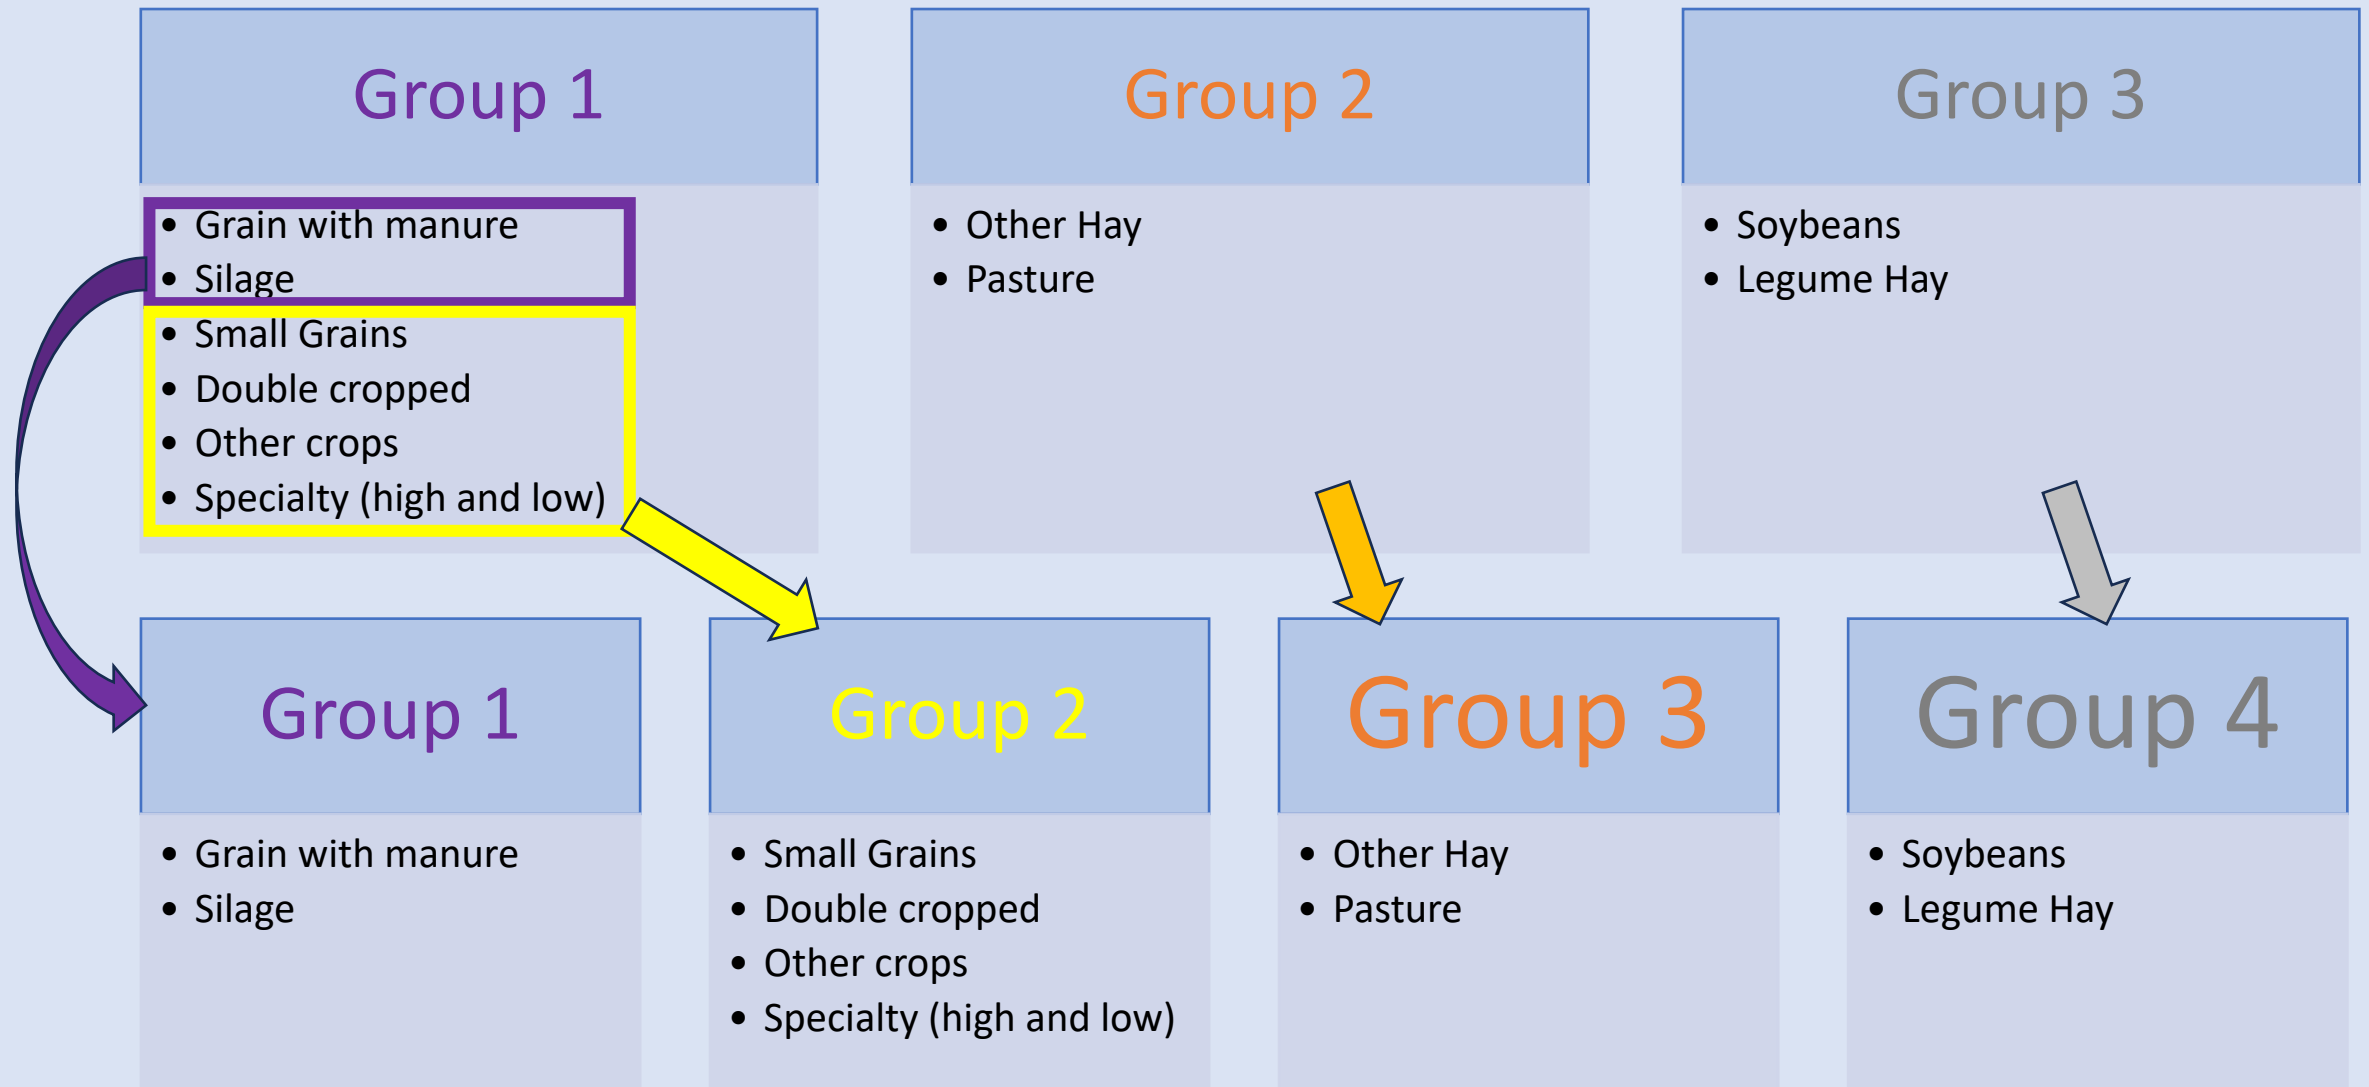 Group 1
• Grain with manure
• Silage
• Small Grains
• Double cropped
• Other crops
• Specialty (high and low)
Group 2
• Other Hay
• Pasture
Group 3
• Soybeans
• Legume Hay
Group 1
• Grain with manure
• Silage
Group 2
• Small Grains
• Double cropped
• Other crops
• Specialty (high and low)
Group 3
• Other Hay
• Pasture
Group 4
• Soybeans
• Legume Hay